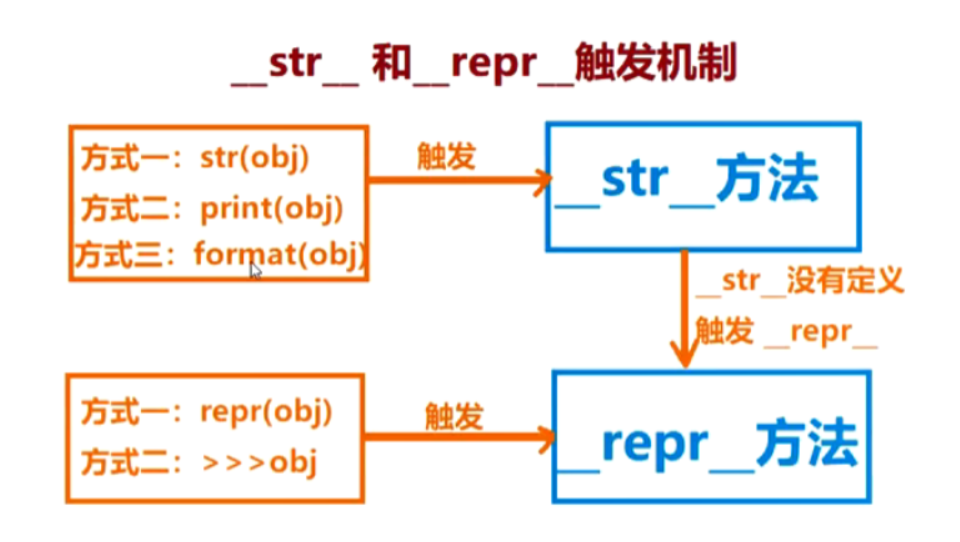 __str__ 和__repr__触发机制
方式一：str(obj)
方式二：print(obj)
方式三：format(obj)
触发
__str__方法
__str__没有定义
触发 __repr__
方式一：repr(obj)
方式二：>>>obj
触发
__repr__方法